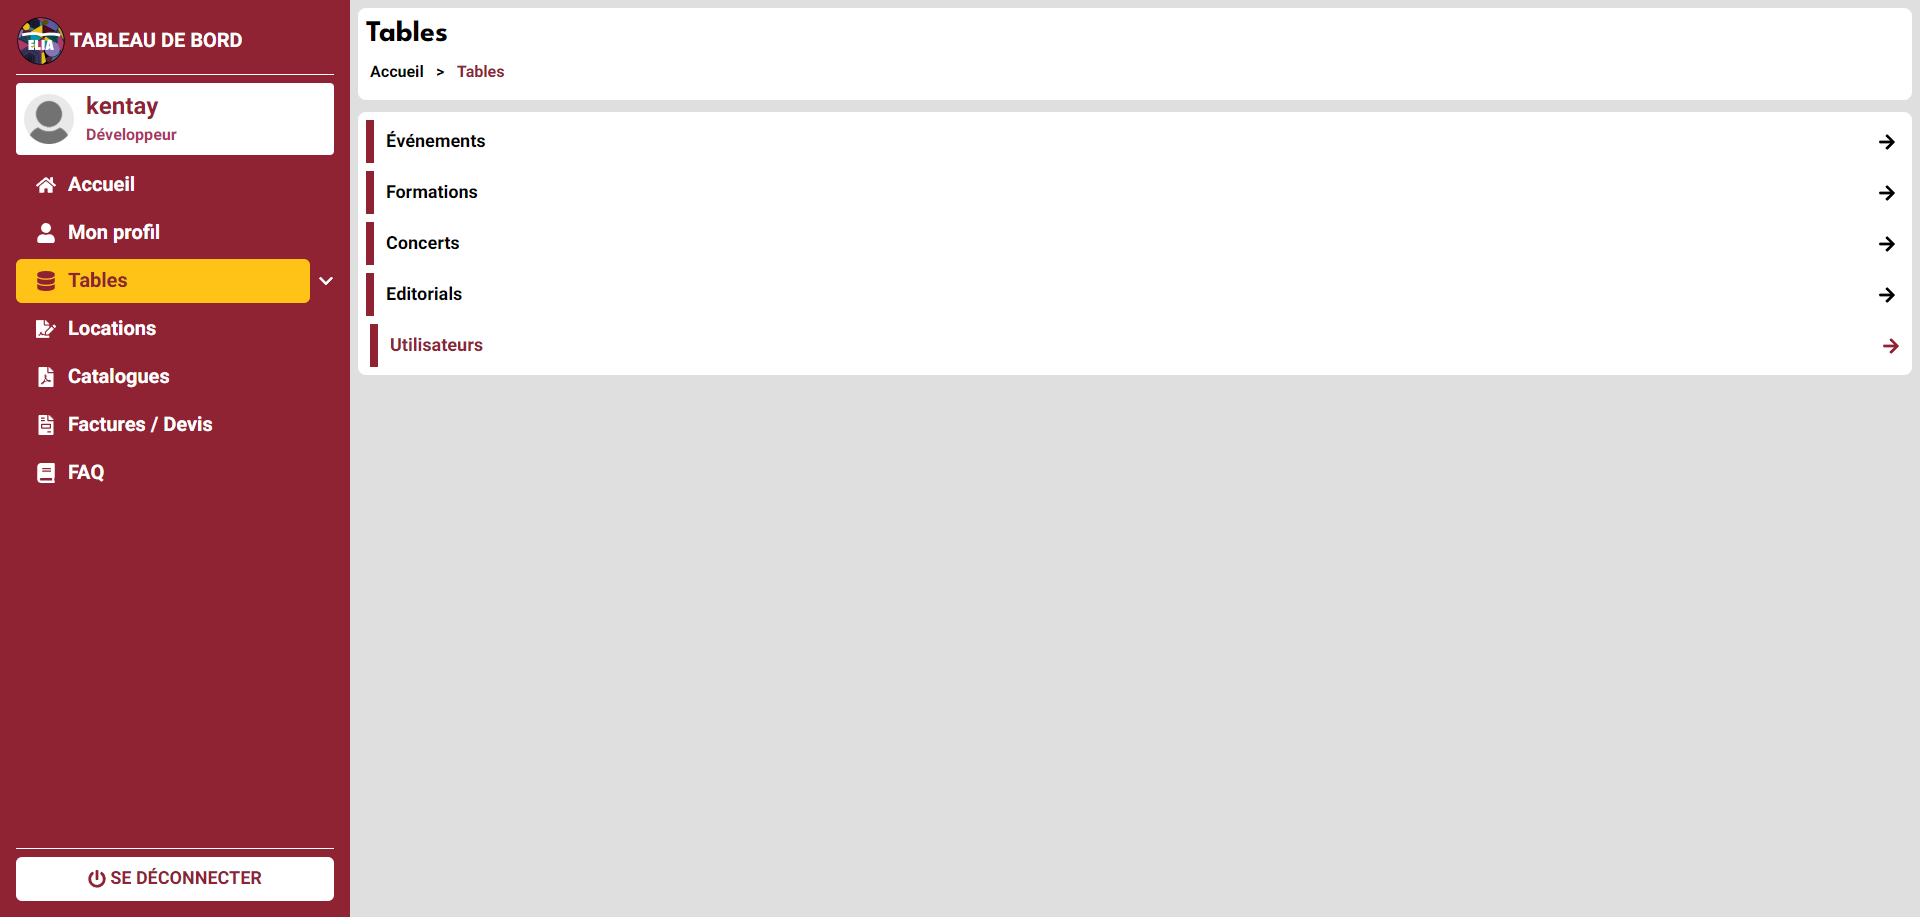 ELIA
TABLEAU DE BORD
kentay
Développeur
Accueil
Mon profil
Tables
Locations
Catalogues
Factures / Devis
FAQ
SE DÉCONNECTER
Tables
Accueil > Tables
Événements
Formations
Concerts
Editorials
Utilisateurs